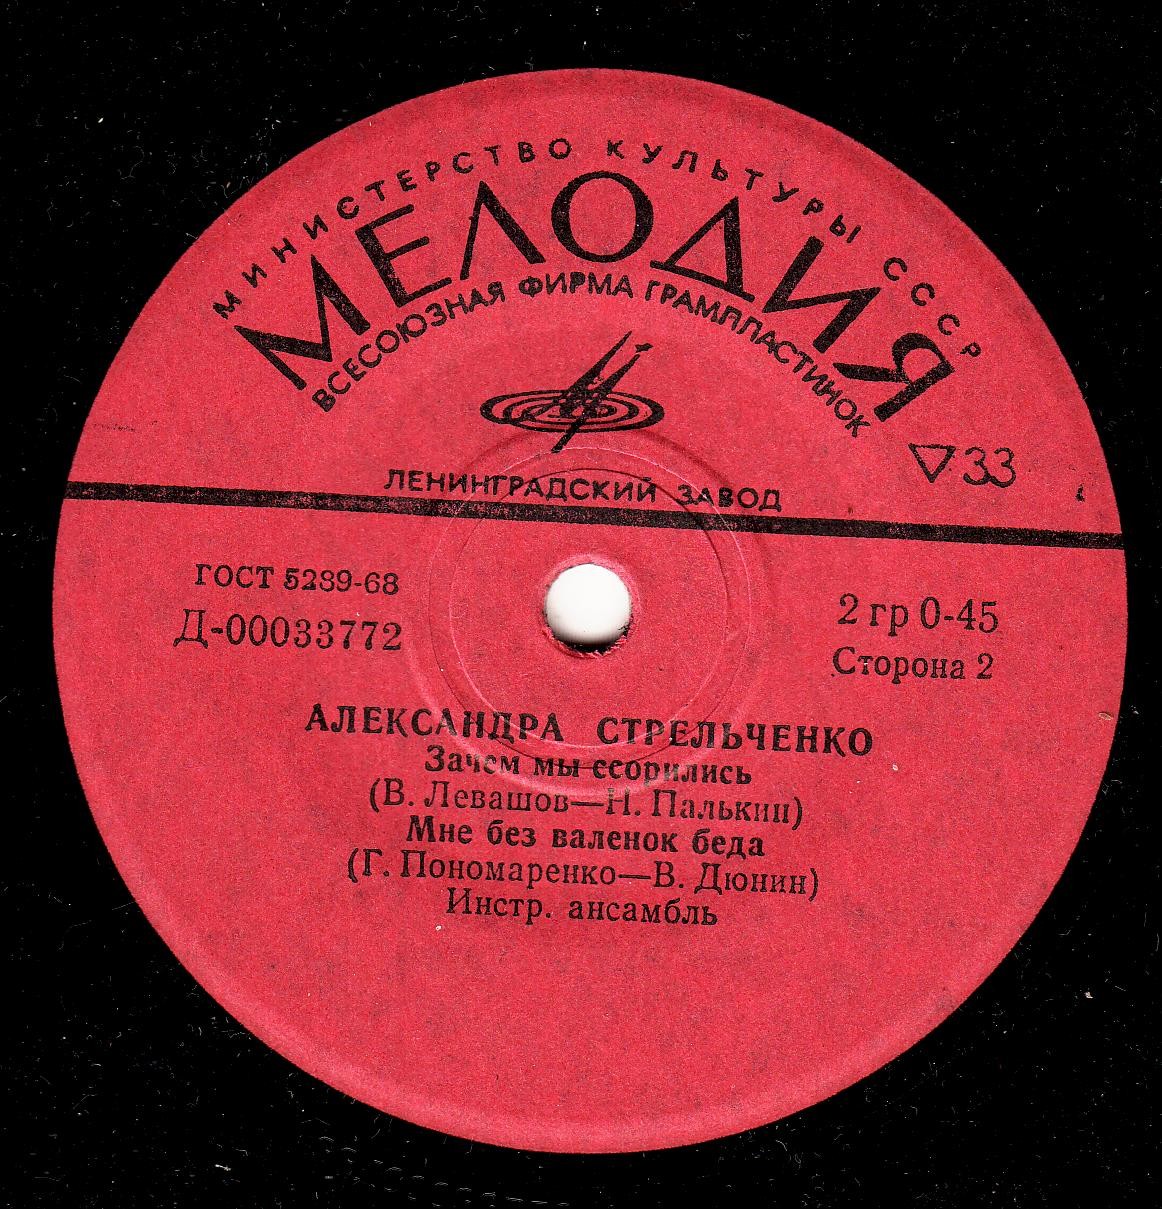 МИНИСТЕРСТВО КУЛЬТУРЫ СССР
МЕЛОДИЯ
ВСЕСОЮЗНАЯ ФИРМА ГРАМПЛАСТИНОК
▽33
ЛЕНИНГРАДСКИЙ ЗАВОД
ГОСТ 5289-68
Д-00033772
2 гр 0-45
Сторона 2
АЛЕКСАНДРА СТРЕЛЬЧЕНКО
Зачем мы ссорились
(В. Левашов—Н. Палькин)
Мне без валенок беда
(Г. Пономаренко—В. Дюнин)
Инстр. ансамбль